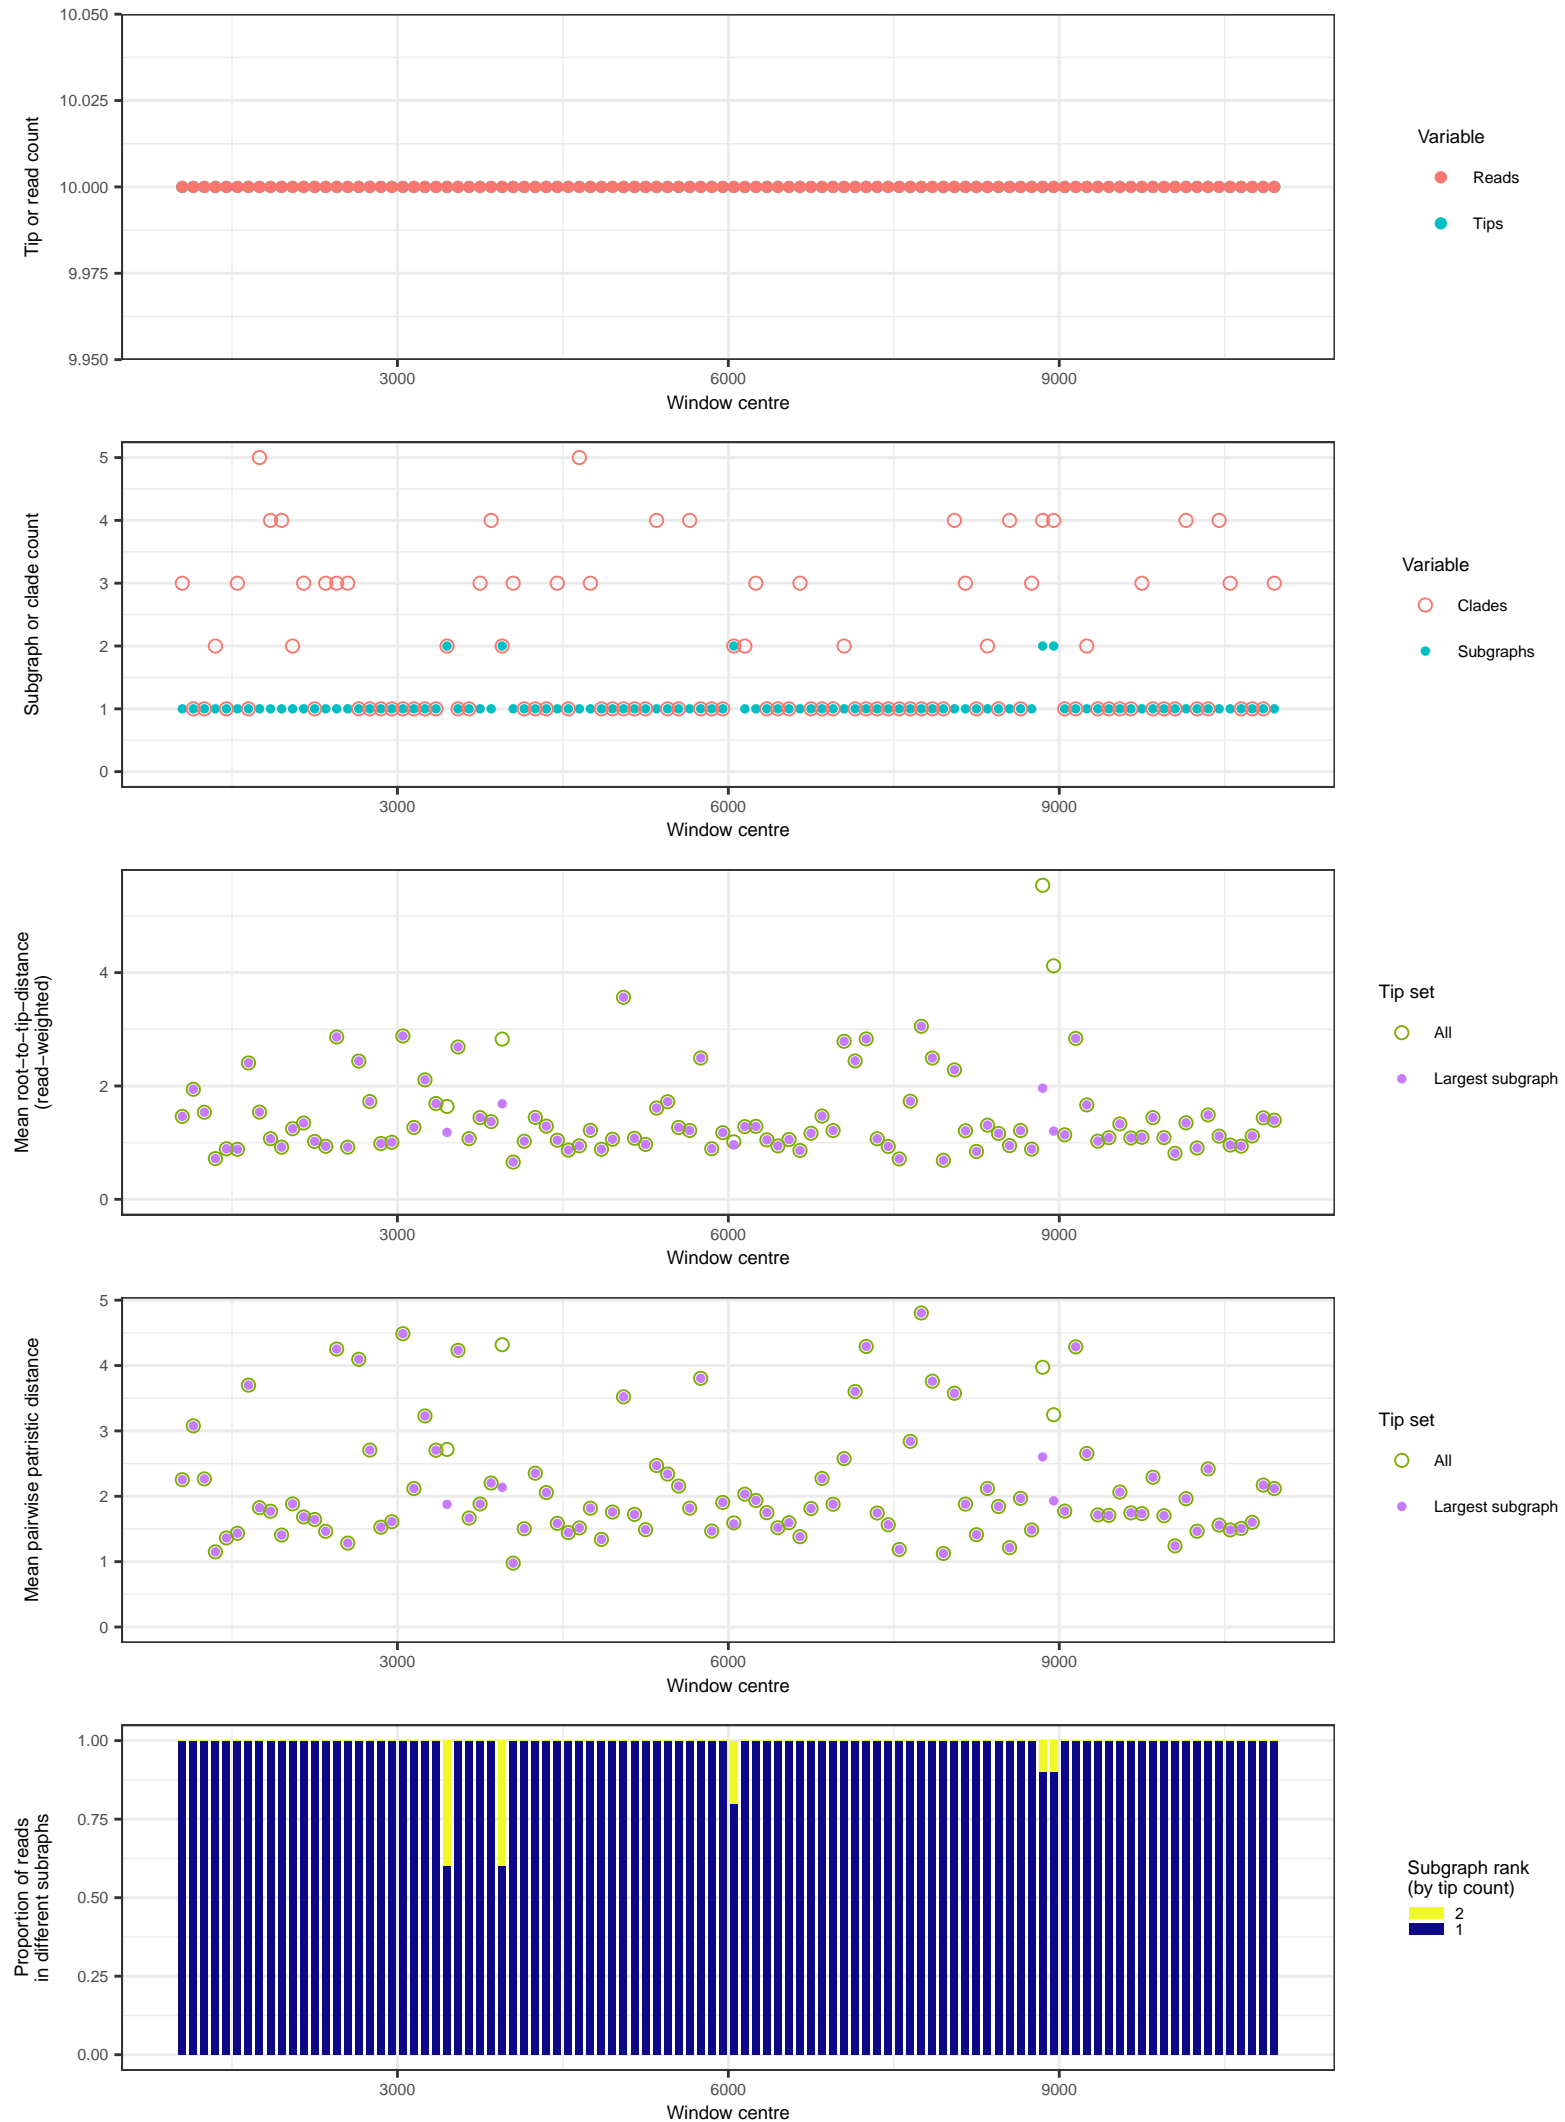 10.050
10.025
10.000
9.975
9.950
Tip or read count
3000
6000
9000
Window centre
Variable
Reads
Tips
5
4
3
2
1
0
Subgraph or clade count
3000
6000
9000
Window centre
Variable
Clades
Subgraphs
4
2
0
Mean root−to−tip−distance
(read−weighted)
3000
6000
9000
Window centre
Tip set
All
Largest subgraph
5
4
3
2
1
0
Mean pairwise patristic distance
3000
6000
9000
Window centre
Tip set
All
Largest subgraph
1.00
0.75
0.50
0.25
0.00
Proportion of reads
in different subraphs
3000
6000
9000
Window centre
Subgraph rank
(by tip count)
2
1